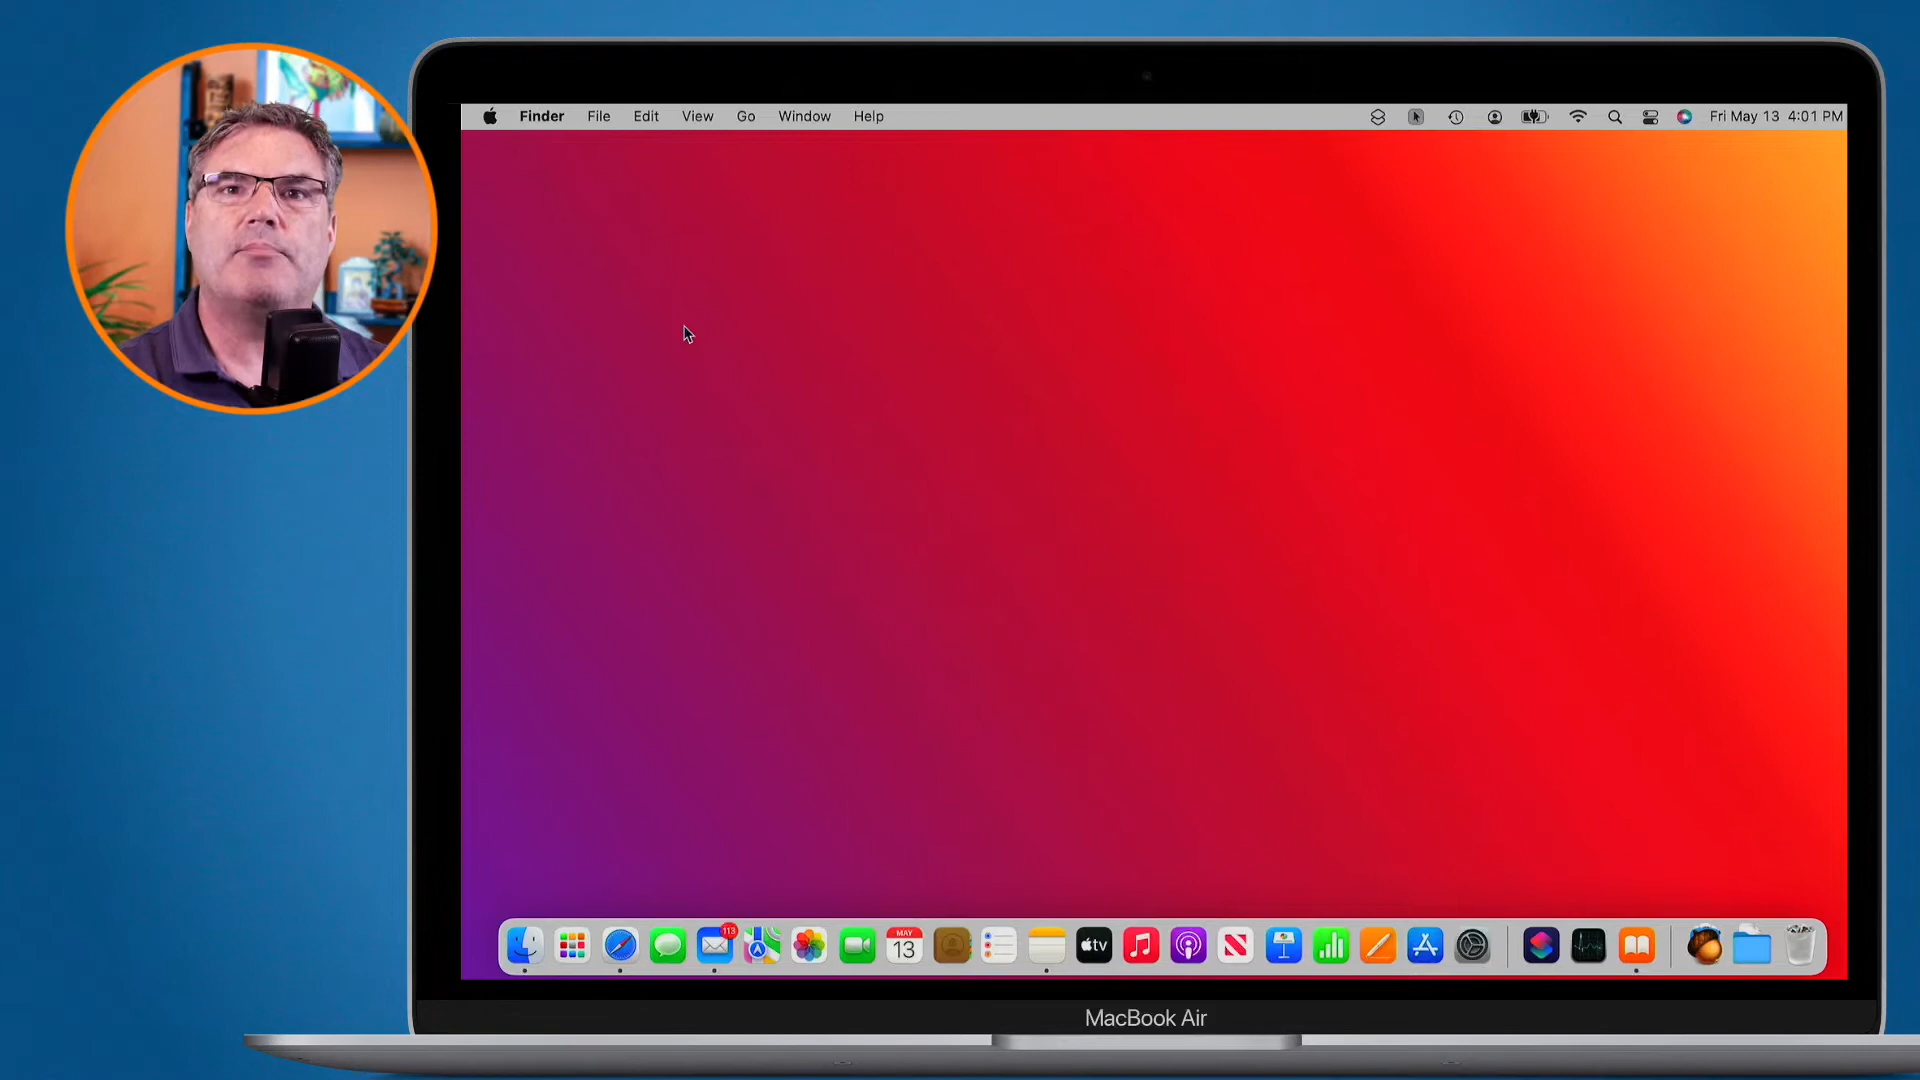 Finder File Edit View Go Window Help Fri May 13 4:01 PM
113
MAY
13
tv
MacBook Air